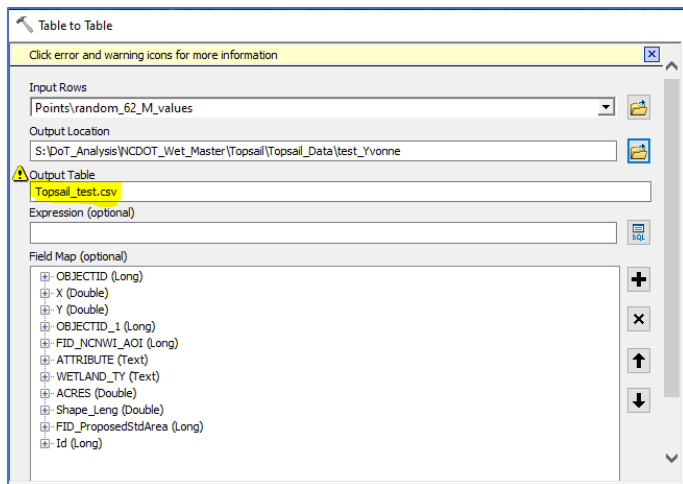 Table to Table
Click error and warning icons for more information
Input Rows
Points\random_62_M_values
Output Location
S:\DoT_Analysis\NCDOT_Wet_Master\Topsail\Topsail_Data\test_Yvonne
Output Table
Topsail_test.csv
Expression (optional)
SQL
Field Map (optional)
OBJECTID (Long)
X (Double)
Y (Double)
OBJECTID_1 (Long)
FID_NCNWI_AOI (Long)
ATTRIBUTE (Text)
WETLAND_TY (Text)
ACRES (Double)
Shape_Leng (Double)
FID_ProposedStdArea (Long)
Id (Long)